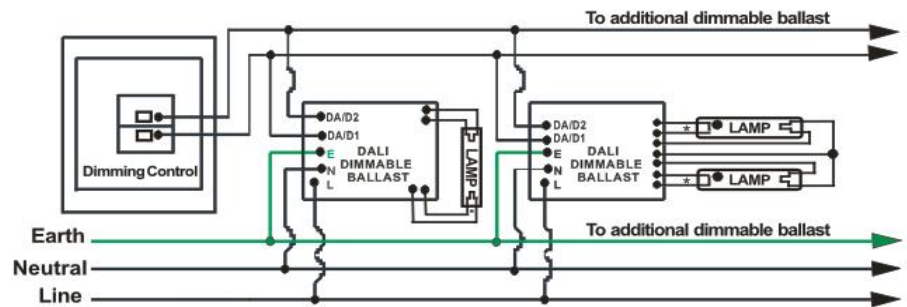 To additional dimmable ballast
Dimming Control
DA/D2
DA/D1
E
N
L
DALI
DIMMABLE
BALLAST
LAMP
*
DA/D2
DA/D1
E
N
L
DALI
DIMMABLE
BALLAST
* LAMP
* LAMP
Earth
To additional dimmable ballast
Neutral
Line